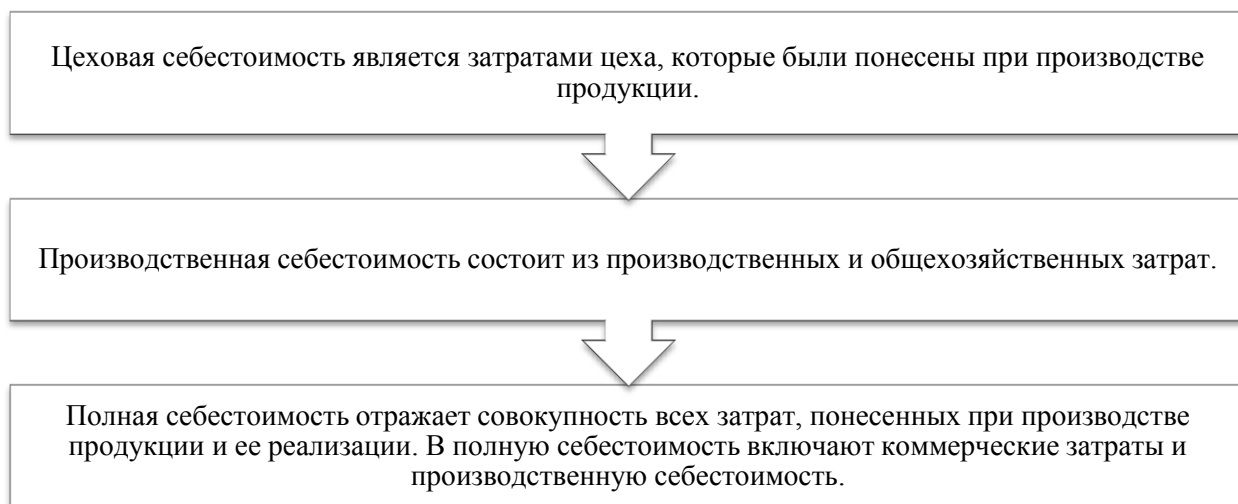 Цеховая себестоимость является затратами цеха, которые были понесены при производстве
продукции.
Производственная себестоимость состоит из производственных и общехозяйственных затрат.
Полная себестоимость отражает совокупность всех затрат, понесенных при производстве
продукции и ее реализации. В полную себестоимость включают коммерческие затраты и
производственную себестоимость.